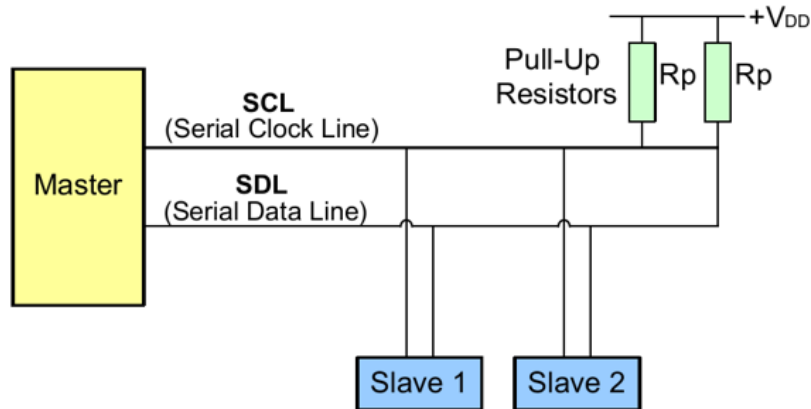 +VDD
Pull-Up
Resistors
Rp
Rp
SCL
(Serial Clock Line)
Master
SDL
(Serial Data Line)
Slave 1
Slave 2